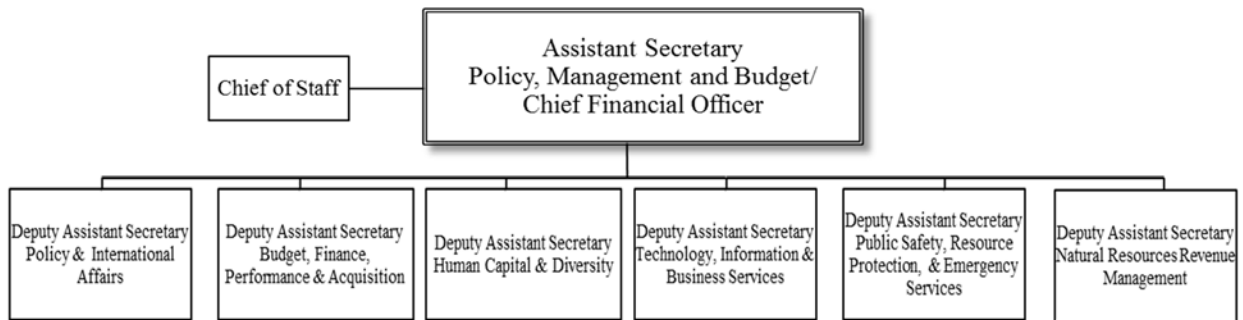 Assistant Secretary
Policy, Management and Budget/
Chief Financial Officer
Chief of Staff
Deputy Assistant Secretary
Policy & International
Affairs
Deputy Assistant Secretary
Budget, Finance,
Performance & Acquisition
Deputy Assistant Secretary
Human Capital & Diversity
Deputy Assistant Secretary
Technology, Information &
Business Services
Deputy Assistant Secretary
Public Safety, Resource
Protection, & Emergency
Services
Deputy Assistant Secretary
Natural Resources Revenue
Management